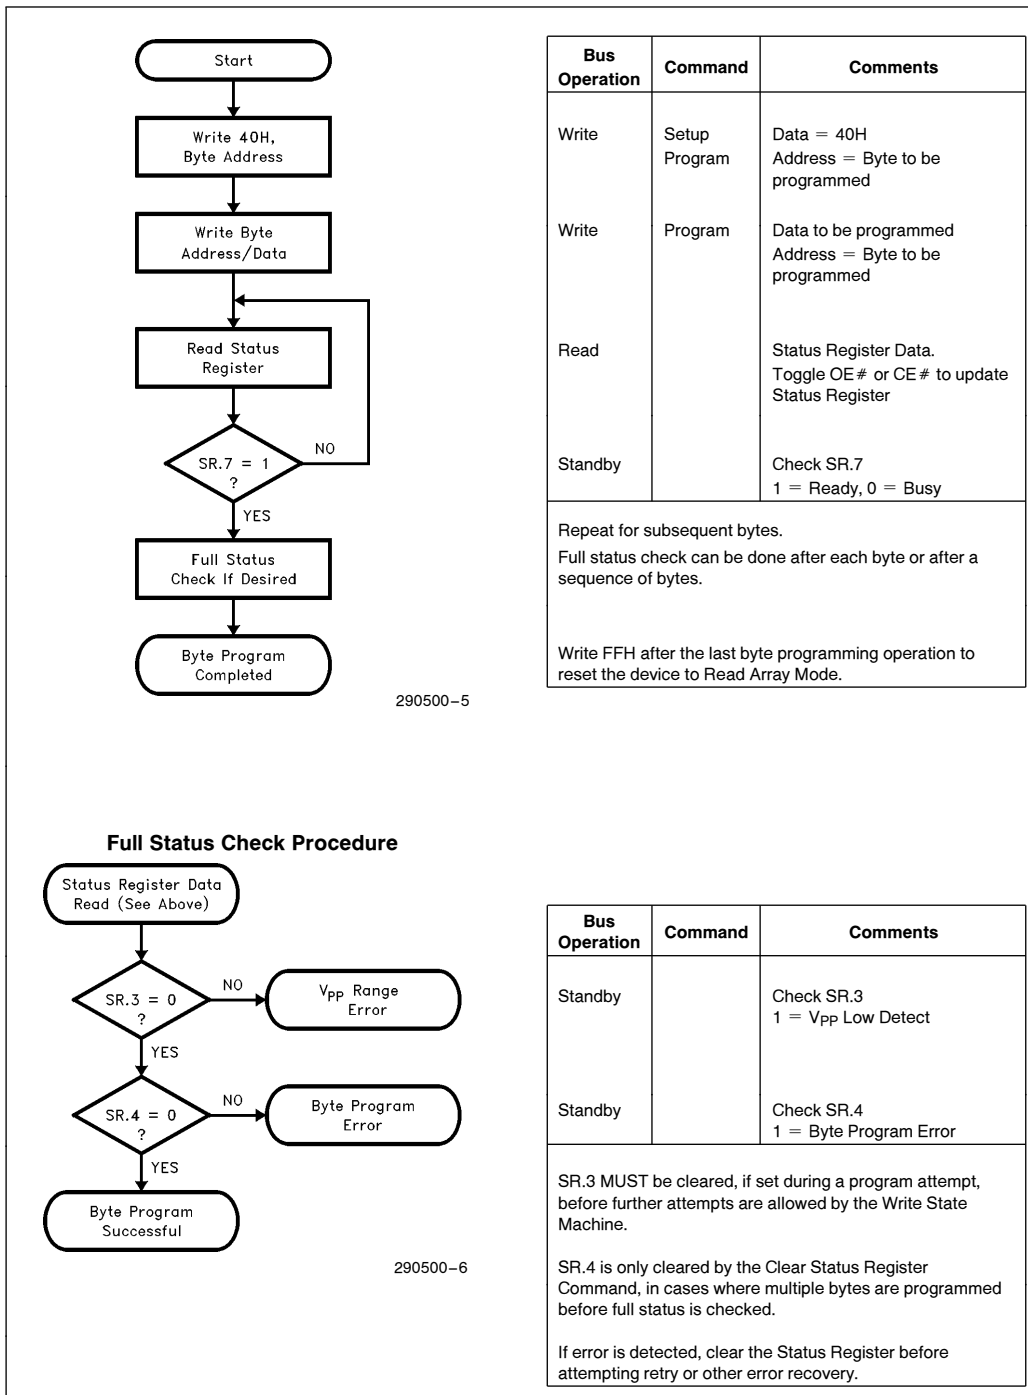 Start
Write 40H,
Byte Address
Write Byte
Address/Data
Read Status
Register
SR.7 = 1
?
NO
YES
Full Status
Check If Desired
Byte Program
Completed
290500–5
Bus
Operation
Command
Comments
Write
Setup
Program
Data = 40H
Address = Byte to be
programmed
Write
Program
Data to be programmed
Address = Byte to be
programmed
Read
Status Register Data.
Toggle OE# or CE# to update
Status Register
Standby
Check SR.7
1 = Ready, 0 = Busy
Repeat for subsequent bytes.
Full status check can be done after each byte or after a
sequence of bytes.
Write FFH after the last byte programming operation to
reset the device to Read Array Mode.
Full Status Check Procedure
Status Register Data
Read (See Above)
SR.3 = 0
?
NO
VPP Range
Error
YES
SR.4 = 0
?
NO
Byte Program
Error
YES
Byte Program
Successful
290500–6
Bus
Operation
Command
Comments
Standby
Check SR.3
1 = VPP Low Detect
Standby
Check SR.4
1 = Byte Program Error
SR.3 MUST be cleared, if set during a program attempt,
before further attempts are allowed by the Write State
Machine.
SR.4 is only cleared by the Clear Status Register
Command, in cases where multiple bytes are programmed
before full status is checked.
If error is detected, clear the Status Register before
attempting retry or other error recovery.